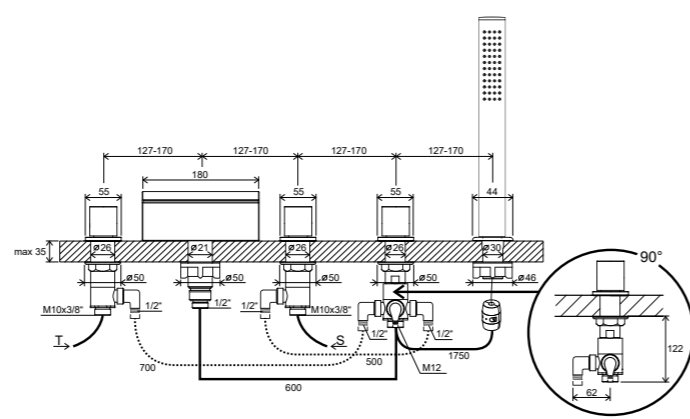 127-170 127-170 127-170 127-170
180
55 55 55 44
max 35
ø26 ø21 ø26 ø26 ø30
ø50 ø50 ø50 ø50 ø46
90°
M10x3/8" 1/2" 1/2" 1/2" M10x3/8"
1/2" 1/2"
T S
M12
1750
700 500
600
122
62